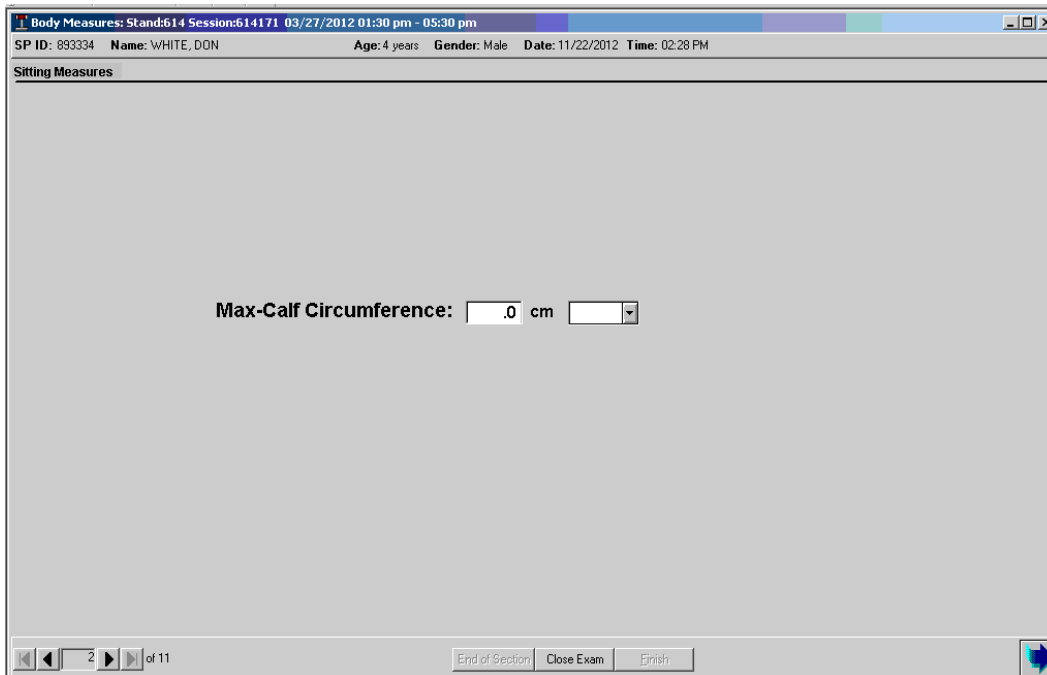 Body Measures: Stand:614 Session:614171 03/27/2012 01:30 pm - 05:30 pm
SP ID: 893334 Name: WHITE, DON Age: 4 years Gender: Male Date: 11/22/2012 Time: 02:28 PM
Sitting Measures
Max-Calf Circumference: .0 cm
2 of 11 End of Section Close Exam Finish